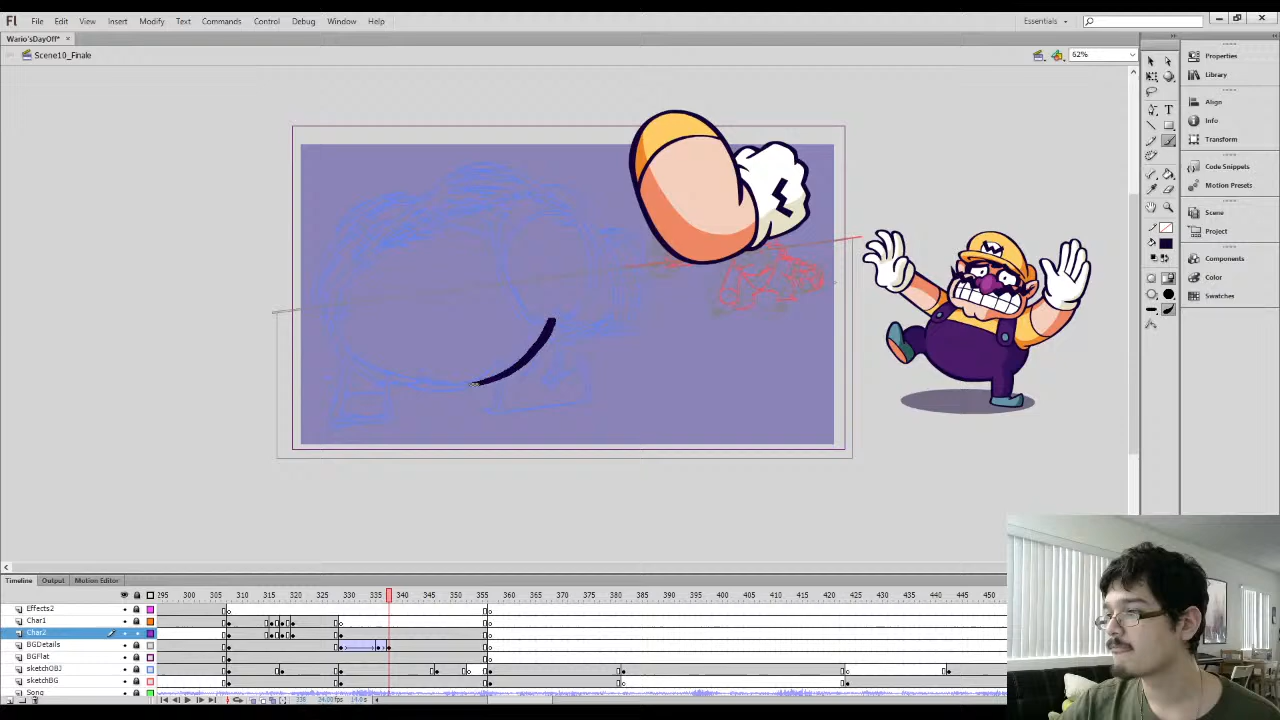 Fl File Edit View Insert Modify Text Commands Control Debug Window Help Essentials
Wario'sDayOff*
Scene10_Finale 62%
Properties
Library
Align
Info
Transform
Code Snippets
Motion Presets
Scene
Project
Components
Color
Swatches
T
W
Timeline Output Motion Editor
295 300 305 310 315 320 325 330 335 340 345 350 355 360 365 370 375 380 385 390 395 400 405 410 415 420 425 430 435 440 445 450
Effects2
Char1
Char2
BGDetails
BGFlat
sketchOBJ
sketchBG
Song